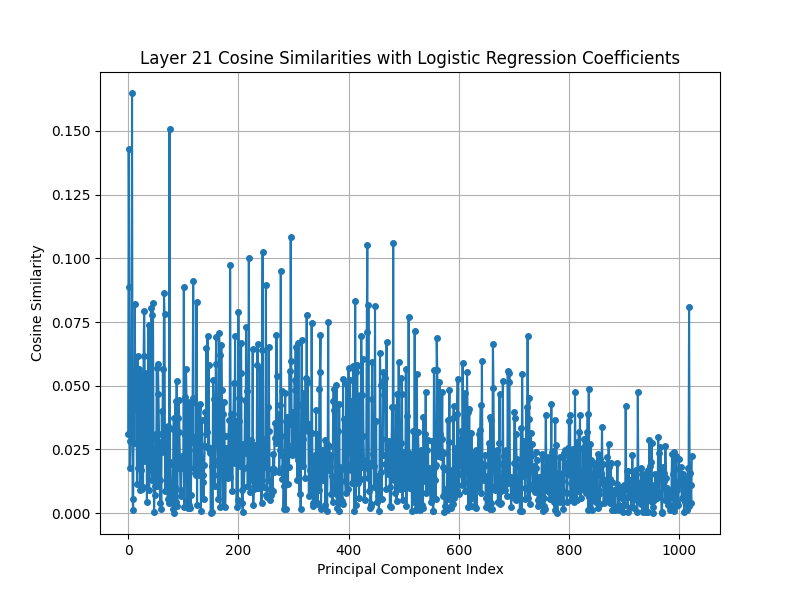 Layer 21 Cosine Similarities with Logistic Regression Coefficients
0.150
0.125
0.100
0.075
0.050
0.025
0.000
Cosine Similarity
0 200 400 600 800 1000
Principal Component Index